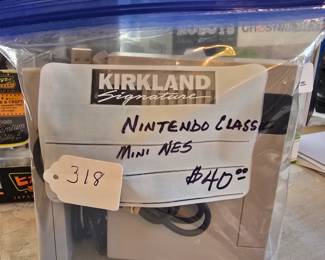 KIRKLAND
Signature
NINTENDO CLASS
MINI NES
$40.00
318